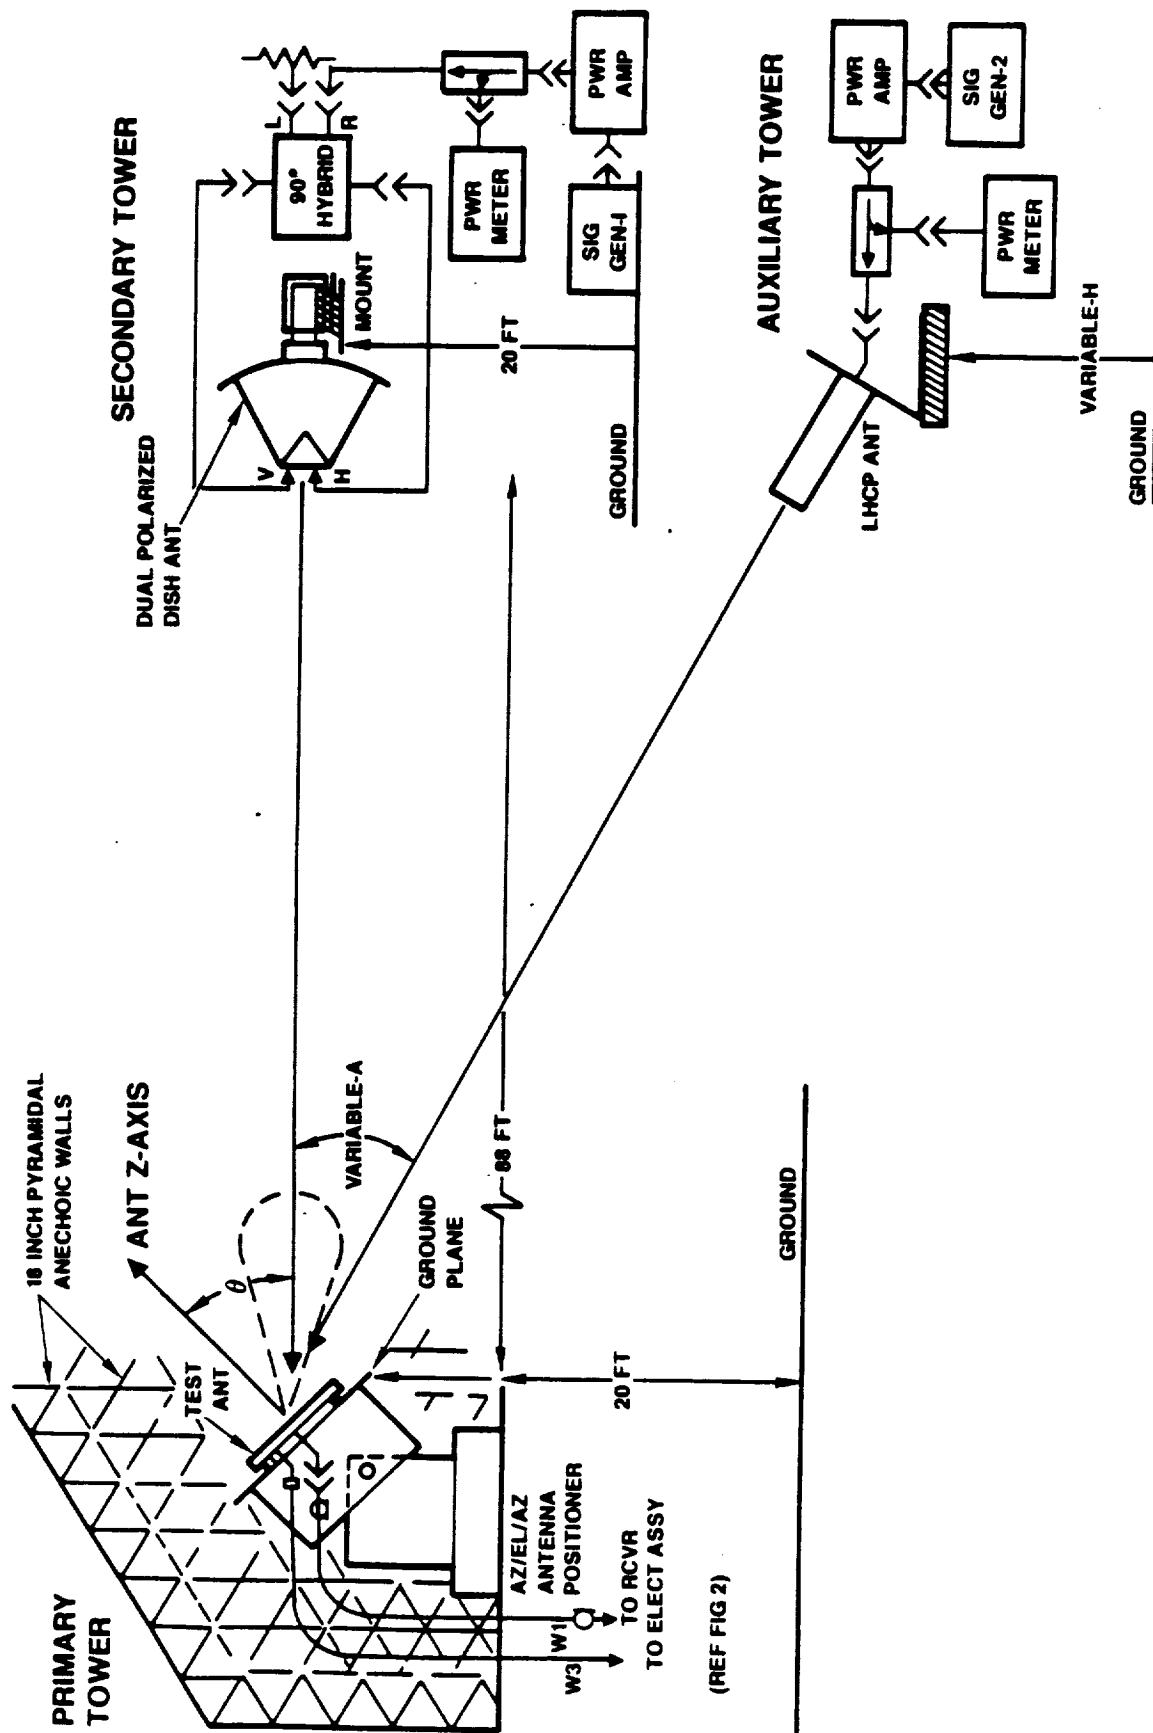 PRIMARY
TOWER
18 INCH PYRAMIDAL
ANECHOIC WALLS
ANT Z-AXIS
θ
TEST
ANT
VARIABLE-A
GROUND
PLANE
AZ/EL/AZ
ANTENNA
POSITIONER
W1
W3
TO RCVR
TO ELECT ASSY
(REF FIG 2)
20 FT
GROUND
68 FT
SECONDARY TOWER
DUAL POLARIZED
DISH ANT
V
H
MOUNT
90°
HYBRID
L
R
PWR
METER
PWR
AMP
SIG
GEN-I
20 FT
GROUND
AUXILIARY TOWER
LHCP ANT
PWR
AMP
SIG
GEN-2
PWR
METER
VARIABLE-H
GROUND